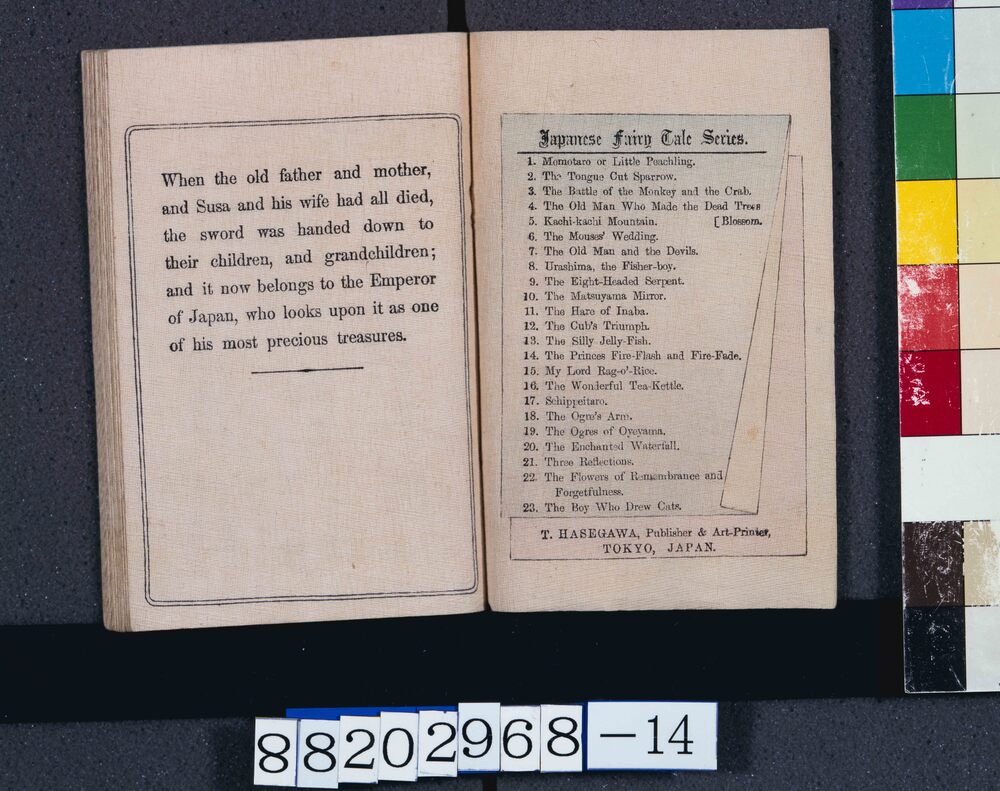 When the old father and mother,
and Susa and his wife had all died,
the sword was handed down to
their children, and grandchildren;
and it now belongs to the Emperor
of Japan, who looks upon it as one
of his most precious treasures.
Japanese Fairy Tale Series.
1. Momotaro or Little Peachling.
2. The Tongue Cut Sparrow.
3. The Battle of the Monkey and the Crab.
4. The Old Man Who Made the Dead Trees
5. Kachi-kachi Mountain. [Blossom.
6. The Mouses' Wedding.
7. The Old Man and the Devils.
8. Urashima, the Fisher-boy.
9. The Eight-Headed Serpent.
10. The Matsuyama Mirror.
11. The Hare of Inaba.
12. The Cub's Triumph.
13. The Silly Jelly-Fish.
14. The Princes Fire-Flash and Fire-Fade.
15. My Lord Bag-o'-Rice.
16. The Wonderful Tea-Kettle.
17. Schippeitaro.
18. The Ogre's Arm.
19. The Ogres of Oyeyama.
20. The Enchanted Waterfall.
21. Three Reflections.
22. The Flowers of Remembrance and
Forgetfulness.
23. The Boy Who Drew Cats.
T. HASEGAWA, Publisher & Art-Printer,
TOKYO, JAPAN.
88202968-14